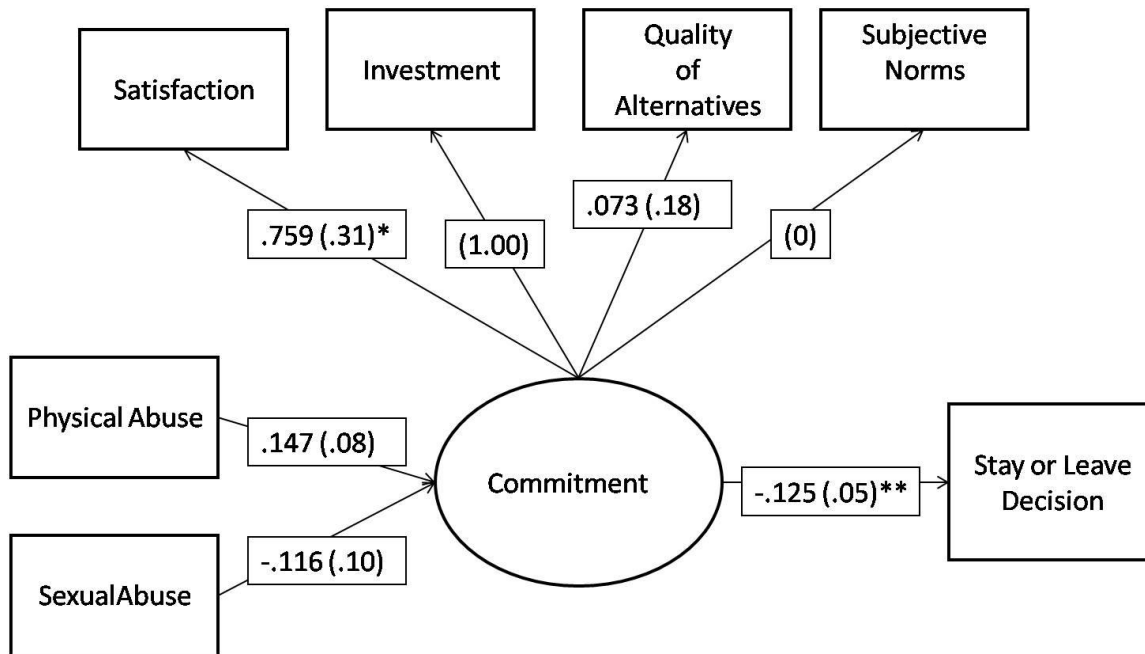 Satisfaction
Investment
Quality
of
Alternatives
Subjective
Norms
.759 (.31)*
(1.00)
.073 (.18)
(0)
Physical Abuse
.147 (.08)
Commitment
-.125 (.05)**
Stay or Leave
Decision
-.116 (.10)
SexualAbuse